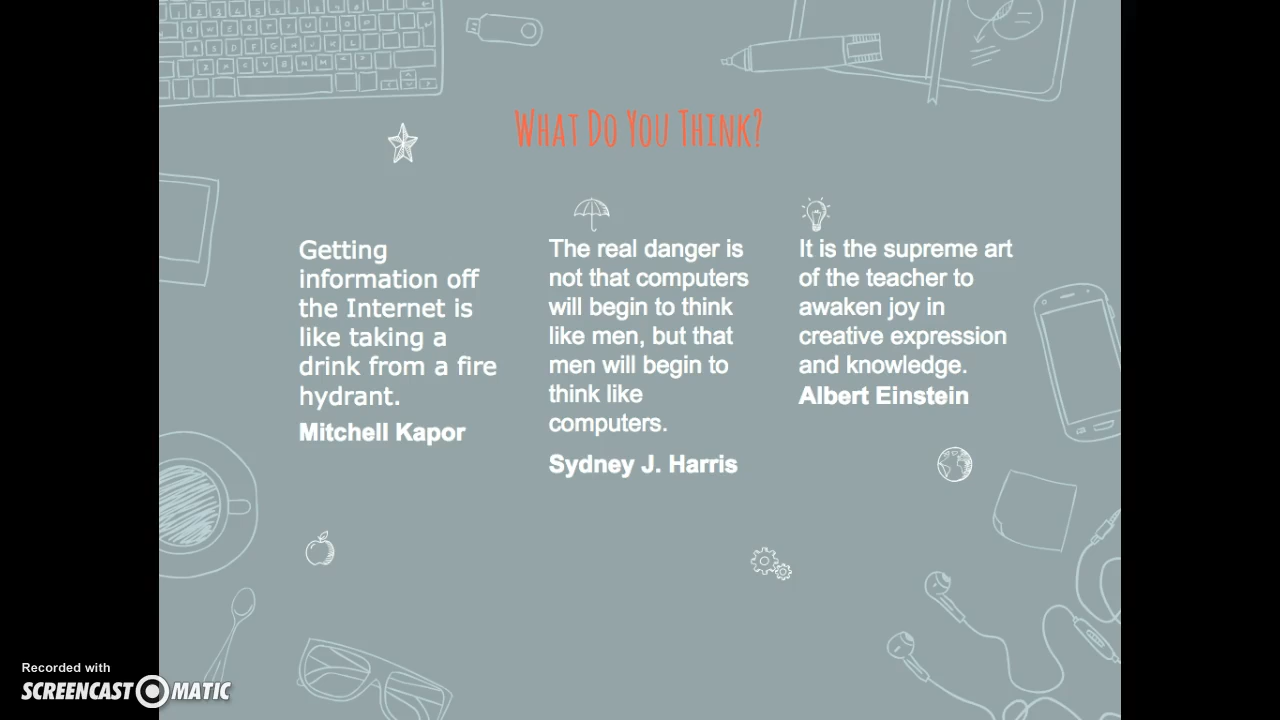 What Do You Think?
Getting
information off
the Internet is
like taking a
drink from a fire
hydrant.
Mitchell Kapor
The real danger is
not that computers
will begin to think
like men, but that
men will begin to
think like
computers.
Sydney J. Harris
It is the supreme art
of the teacher to
awaken joy in
creative expression
and knowledge.
Albert Einstein
Recorded with
SCREENCAST MATIC